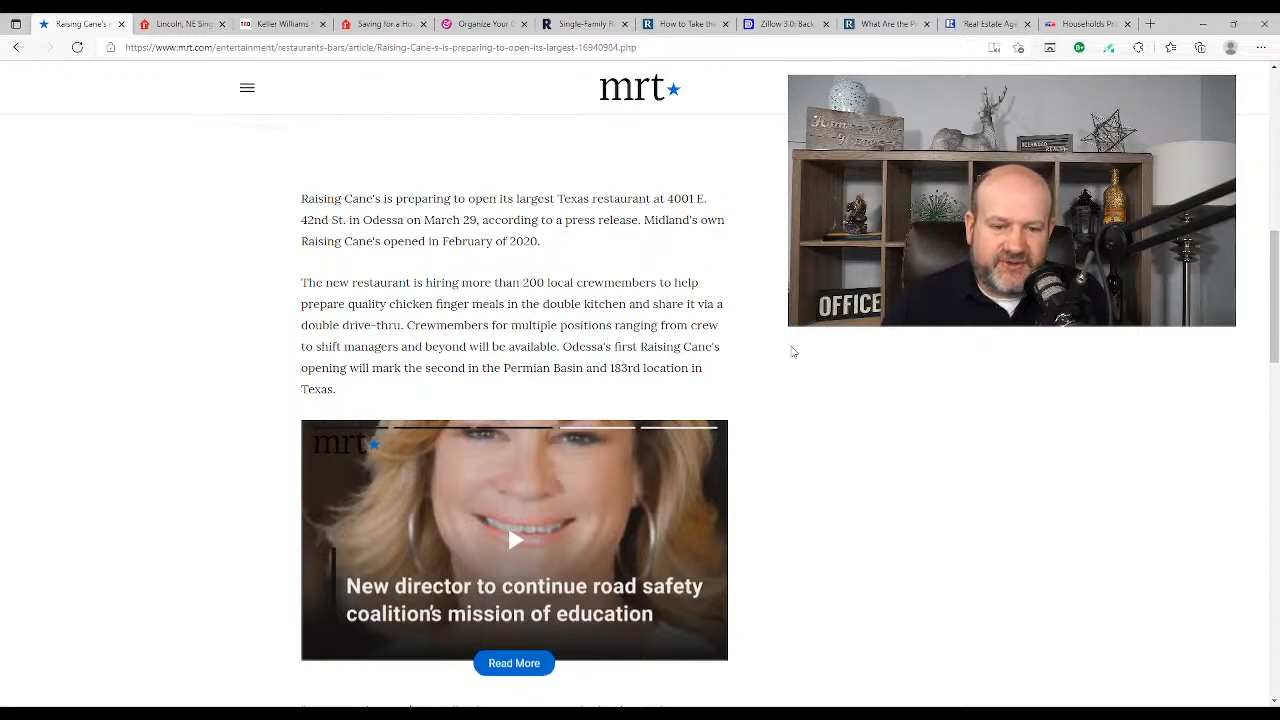 Raising Cane's i
Lincoln, NE Sing
Keller Williams '
Saving for a Ho
Organize Your C
Single-Family R
How to Take the
Zillow 3.0: Back
What Are the P
'Real Estate Age
Households Pri
https://www.mrt.com/entertainment/restaurants-bars/article/Raising-Cane-s-is-preparing-to-open-its-largest-16940984.php
mrt
Raising Cane's is preparing to open its largest Texas restaurant at 4001 E.
42nd St. in Odessa on March 29, according to a press release. Midland's own
Raising Cane's opened in February of 2020.
The new restaurant is hiring more than 200 local crewmembers to help
prepare quality chicken finger meals in the double kitchen and share it via a
double drive-thru. Crewmembers for multiple positions ranging from crew
to shift managers and beyond will be available. Odessa's first Raising Cane's
opening will mark the second in the Permian Basin and 183rd location in
Texas.
OFFICE
mrt
New director to continue road safety
coalition's mission of education
Read More